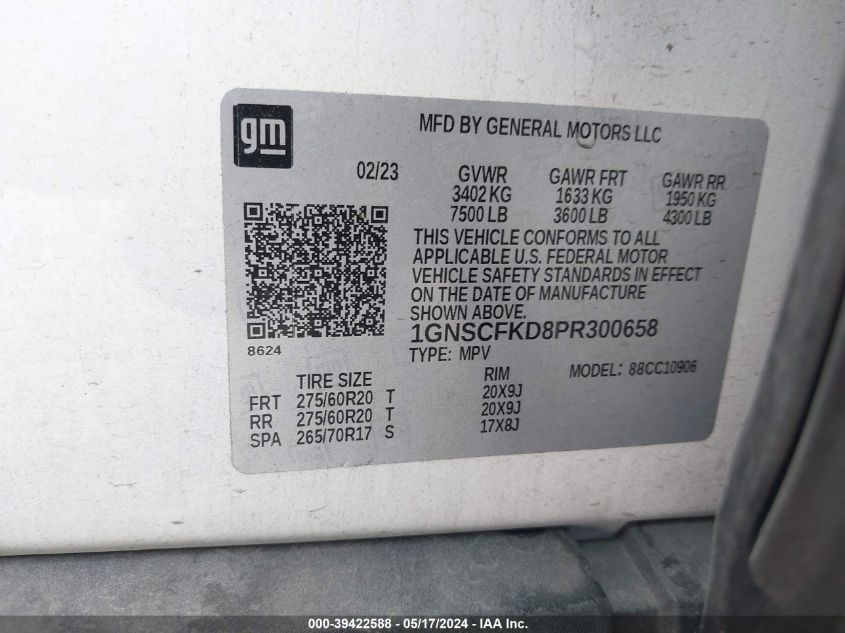 gm
MFD BY GENERAL MOTORS LLC
02/23
GVWR GAWR FRT GAWR RR
3402 KG 1633 KG 1950 KG
7500 LB 3600 LB 4300 LB
THIS VEHICLE CONFORMS TO ALL
APPLICABLE U.S. FEDERAL MOTOR
VEHICLE SAFETY STANDARDS IN EFFECT
ON THE DATE OF MANUFACTURE
SHOWN ABOVE.
1GNSCFKD8PR300658
8624
TYPE: MPV MODEL: 88CC10906
TIRE SIZE RIM
FRT 275/60R20 T 20X9J
RR 275/60R20 T 20X9J
SPA 265/70R17 S 17X8J
000-39422588 - 05/17/2024 - IAA Inc.